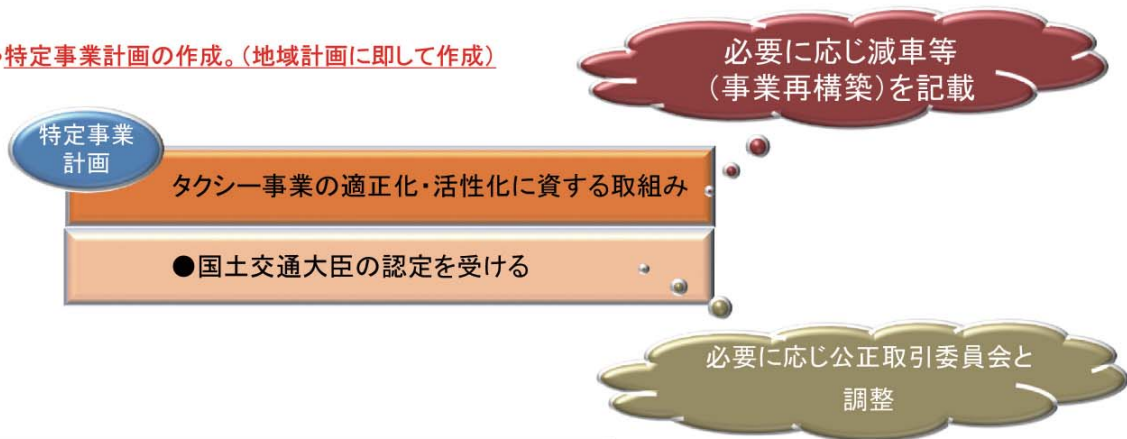 特定事業計画の作成。（地域計画に即して作成）
必要に応じ減車等
（事業再構築）を記載
特定事業
計画
タクシー事業の適正化・活性化に資する取組み
●国土交通大臣の認定を受ける
必要に応じ公正取引委員会と
調整